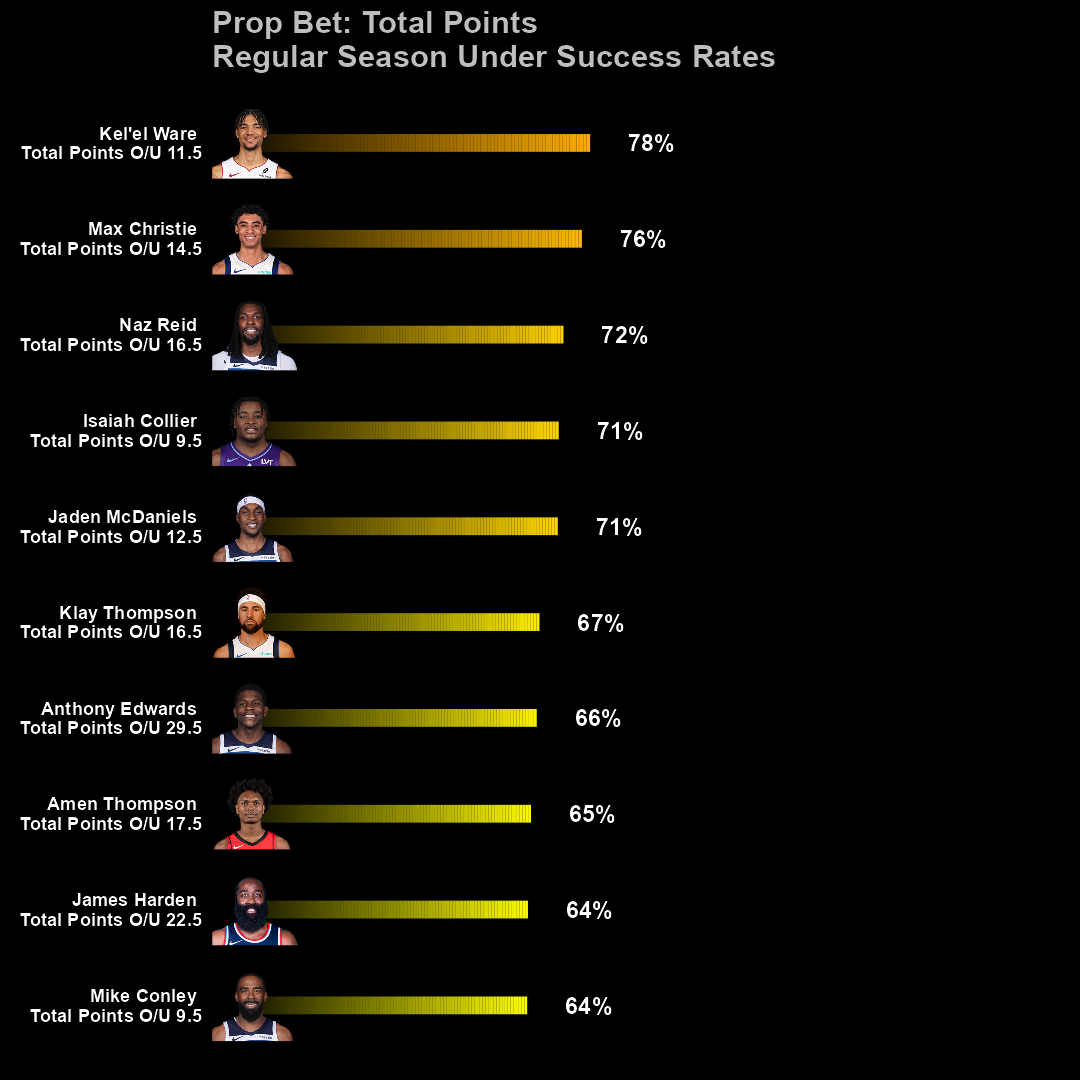 Prop Bet: Total Points
Regular Season Under Success Rates
Kel'el Ware
Total Points O/U 11.5
78%
Max Christie
Total Points O/U 14.5
76%
Naz Reid
Total Points O/U 16.5
72%
Isaiah Collier
Total Points O/U 9.5
71%
Jaden McDaniels
Total Points O/U 12.5
71%
Klay Thompson
Total Points O/U 16.5
67%
Anthony Edwards
Total Points O/U 29.5
66%
Amen Thompson
Total Points O/U 17.5
65%
James Harden
Total Points O/U 22.5
64%
Mike Conley
Total Points O/U 9.5
64%